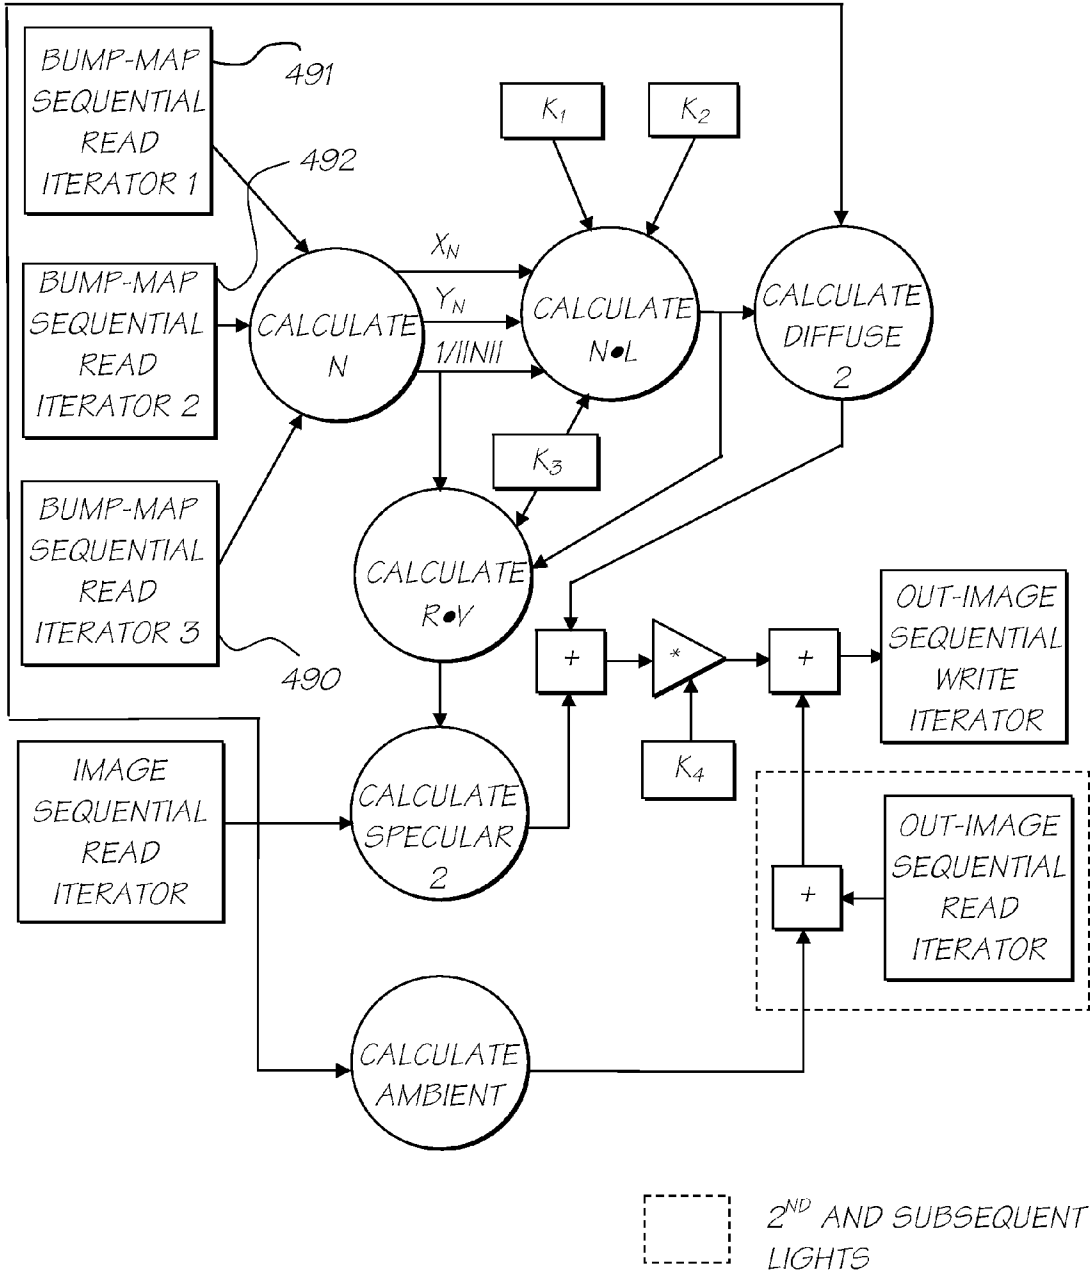 BUMP-MAP
SEQUENTIAL
READ
ITERATOR 1
491
K1
K2
492
BUMP-MAP
SEQUENTIAL
READ
ITERATOR 2
CALCULATE
N
XN
YN
1/||N||
CALCULATE
N●L
CALCULATE
DIFFUSE
2
K3
BUMP-MAP
SEQUENTIAL
READ
ITERATOR 3
490
CALCULATE
R●V
+
*
+
K4
OUT-IMAGE
SEQUENTIAL
WRITE
ITERATOR
IMAGE
SEQUENTIAL
READ
ITERATOR
CALCULATE
SPECULAR
2
+
OUT-IMAGE
SEQUENTIAL
READ
ITERATOR
CALCULATE
AMBIENT
2ND AND SUBSEQUENT
LIGHTS